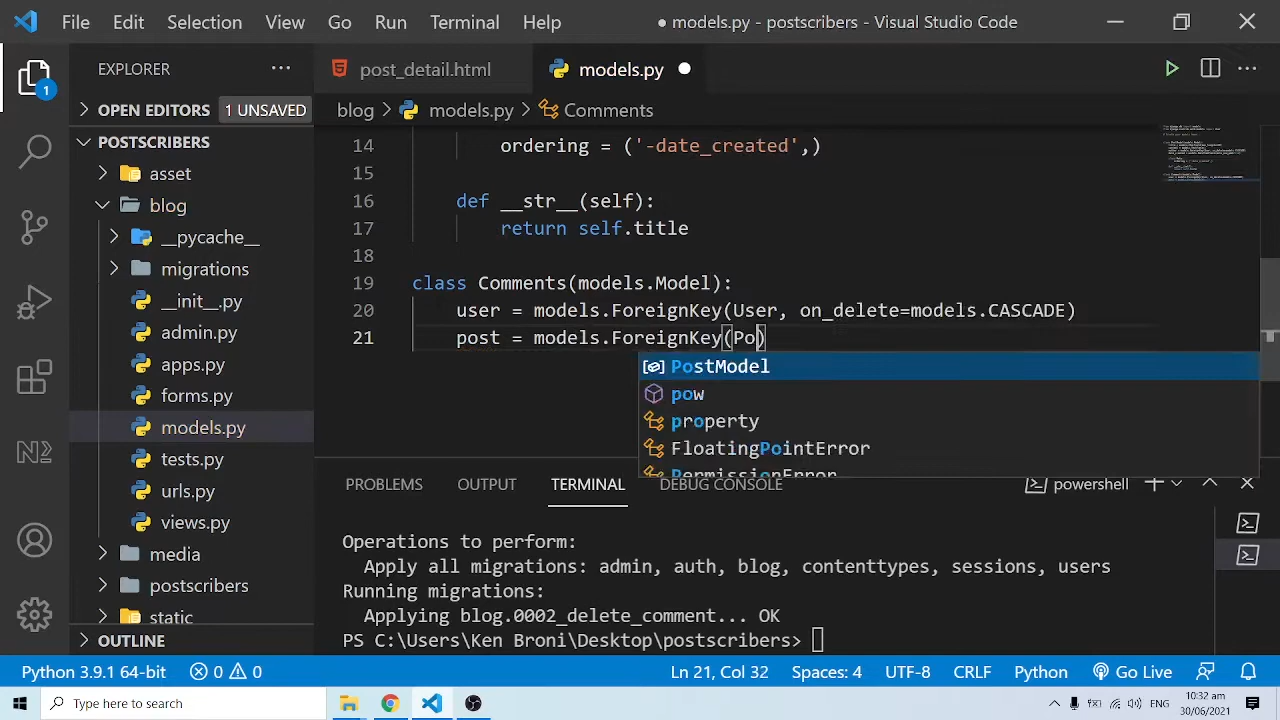 File Edit Selection View Go Run Terminal Help ● models.py - postscribers - Visual Studio Code
EXPLORER ··· post_detail.html models.py ●
1
OPEN EDITORS 1 UNSAVED
blog > models.py > Comments
POSTSCRIBERS
asset
blog
__pycache__
migrations
__init__.py
admin.py
apps.py
forms.py
models.py
tests.py
urls.py
views.py
media
postscribers
static
OUTLINE
14 ordering = ('-date_created',)
15
16 def __str__(self):
17 return self.title
18
19 class Comments(models.Model):
20 user = models.ForeignKey(User, on_delete=models.CASCADE)
21 post = models.ForeignKey(Po)
PostModel
pow
property
FloatingPointError
PermissionError
PROBLEMS OUTPUT TERMINAL DEBUG CONSOLE powershell
Operations to perform:
Apply all migrations: admin, auth, blog, contenttypes, sessions, users
Running migrations:
Applying blog.0002_delete_comment... OK
PS C:\Users\Ken Broni\Desktop\postscribers>
Python 3.9.1 64-bit 0 0 Ln 21, Col 32 Spaces: 4 UTF-8 CRLF Python Go Live
Type here to search
ENG
10:32 am
30/06/2021